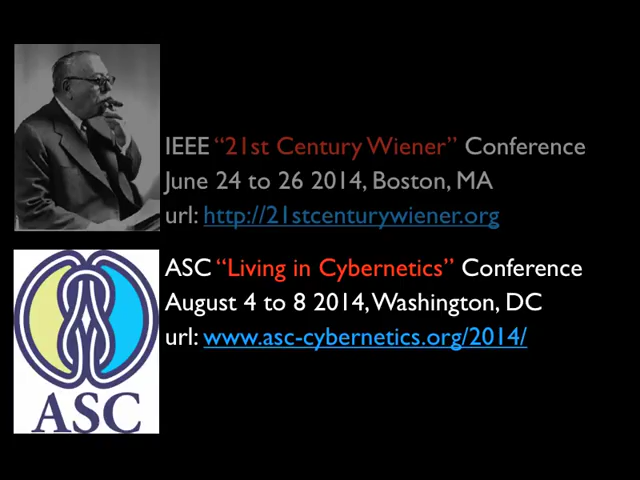 IEEE “21st Century Wiener” Conference
June 24 to 26 2014, Boston, MA
url: http://21stcenturywiener.org
ASC “Living in Cybernetics” Conference
August 4 to 8 2014, Washington, DC
url: www.asc-cybernetics.org/2014/
ASC